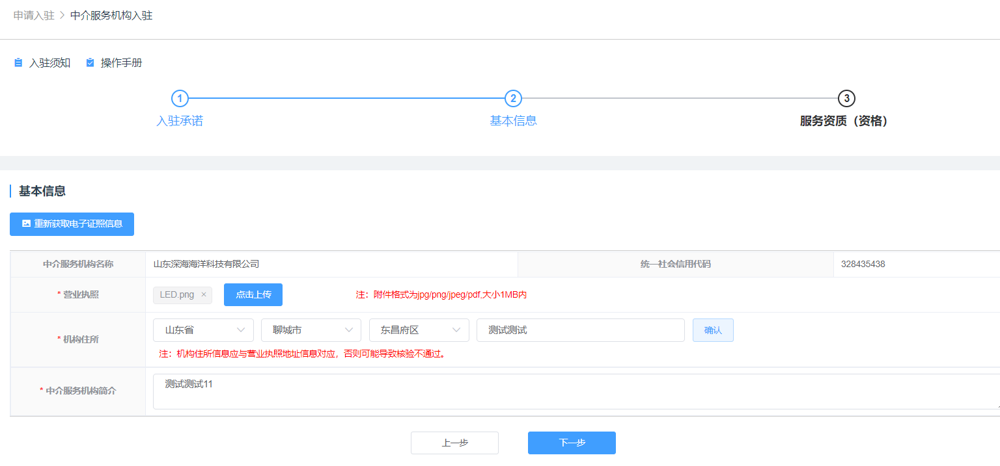 申请入驻 > 中介服务机构入驻
入驻须知 操作手册
1 2 3
入驻承诺 基本信息 服务资质（资格）
基本信息
重新获取电子证照信息
中介服务机构名称 山东深海海洋科技有限公司 统一社会信用代码 328435438
* 营业执照 LED.png × 点击上传 注：附件格式为jpg/png/jpeg/pdf,大小1MB内
* 机构住所 山东省 聊城市 东昌府区 测试测试 确认
注：机构住所信息应与营业执照地址信息对应，否则可能导致核验不通过。
* 中介服务机构简介 测试测试11
上一步 下一步